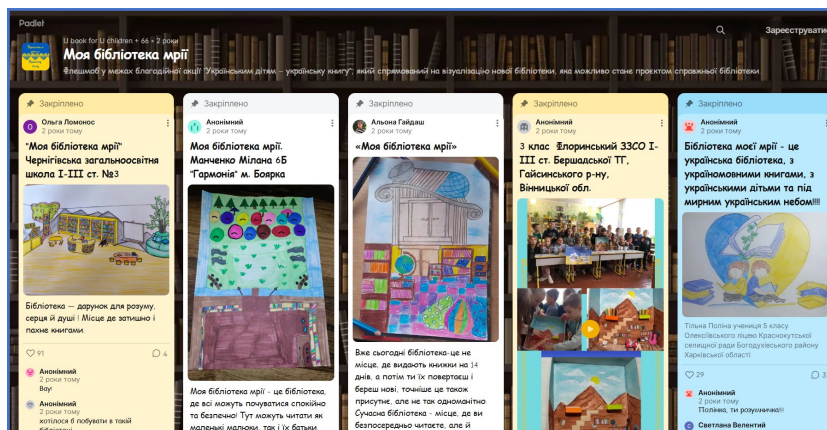 Padlet
U book for U children + 66 • 2 роки
Моя бібліотека мрії
Флешмоб у межах благодійної акції "Українським дітям – українську книгу", який спрямований на візуалізацію нової бібліотеки, яка можливо стане проєктом справжньої бібліотеки
Зареєструвати
Закріплено
Ольга Ломонос
2 роки тому
"Моя бібліотека мрії"
Чернігівська загальноосвітня
школа І-ІІІ ст. №3
Бібліотека — дарунок для розуму,
серця й душі ! Місце де затишно і
пахне книгами.
91
4
Анонімний
2 роки тому
Вау!
Анонімний
2 роки тому
хотілося б побувати в такій
бібліотеці
Закріплено
Анонімний
2 роки тому
Моя бібліотека мрії.
Манченко Мілана 6Б
"Гармонія" м. Боярка
Моя бібліотека мрії - це бібліотека,
де всі можуть почуватися спокійно
та безпечно! Тут можуть читати як
маленькі малюки, так і їх батьки.
Закріплено
Альона Гайдаш
2 роки тому
«Моя бібліотека мрії»
Вже сьогодні бібліотека-це не
місце, де видають книжки на 14
днів, а потім ти їх повертаєш і
береш нові, точніше це також
присутнє, але не так одноманітно
Сучасна бібліотека - місце, де ви
безпосередньо читаєте, але й
Закріплено
Анонімний
2 роки тому
3 клас Флоринський ЗЗСО І-
ІІІ ст. Бершадської ТГ,
Гайсинського р-ну,
Вінницької обл.
Закріплено
Анонімний
2 роки тому
Бібліотека моєї мрії - це
українська бібліотека, з
україномовними книгами, з
українськими дітьми та під
мирним українським небом!!!!
Тільна Поліна учениця 5 класу
Олексіївського ліцею Краснокутської
селищної ради Богодухівського району
Харківської області
29
3
Анонімний
2 роки тому
Полінка, ти розумничка!!!
Светлана Велентий